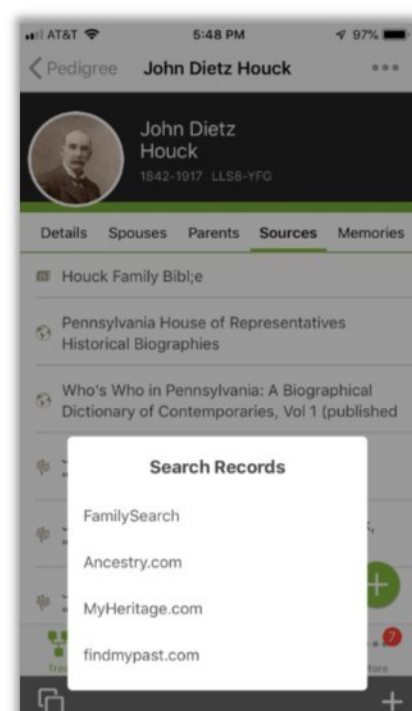 AT&T 5:48 PM 97%
Pedigree John Dietz Houck
John Dietz
Houck
1842-1917 LLS8-YFG
Details Spouses Parents Sources Memories
Houck Family Bibl;e
Pennsylvania House of Representatives
Historical Biographies
Who's Who in Pennsylvania: A Biographical
Dictionary of Contemporaries, Vol 1 (published
Search Records
FamilySearch
Ancestry.com
MyHeritage.com
findmypast.com
7
Tree More